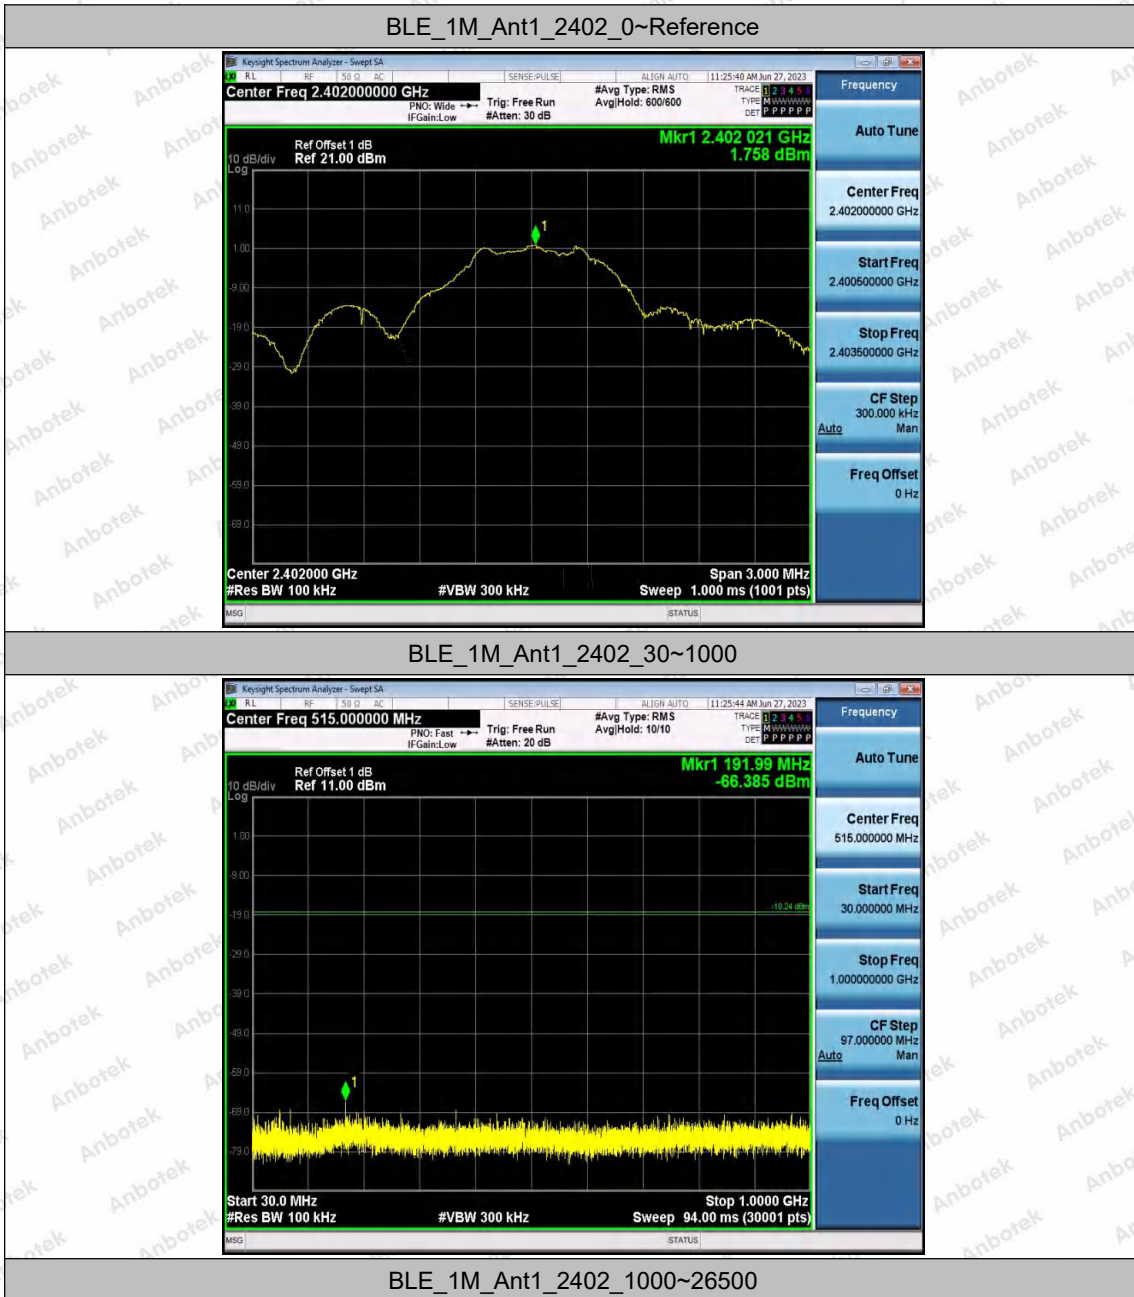 BLE_1M_Ant1_2402_0~Reference
Keysight Spectrum Analyzer - Swept SA
RL RF 50 Ω AC SENSE:PULSE ALIGN AUTO 11:25:40 AM Jun 27, 2023
Center Freq 2.402000000 GHz
PNO: Wide
IFGain:Low
Trig: Free Run
#Atten: 30 dB
#Avg Type: RMS
Avg|Hold: 600/600
TRACE 1 2 3 4 5 6
TYPE M
DET P P P P P P
Frequency
Mkr1 2.402 021 GHz
1.758 dBm
Ref Offset 1 dB
10 dB/div Ref 21.00 dBm
Log
11.0
1.00
-9.00
-19.0
-29.0
-39.0
-49.0
-59.0
-69.0
1
Center 2.402000 GHz Span 3.000 MHz
#Res BW 100 kHz #VBW 300 kHz Sweep 1.000 ms (1001 pts)
MSG STATUS
Auto Tune
Center Freq
2.402000000 GHz
Start Freq
2.400500000 GHz
Stop Freq
2.403500000 GHz
CF Step
300.000 kHz
Auto Man
Freq Offset
0 Hz
BLE_1M_Ant1_2402_30~1000
Keysight Spectrum Analyzer - Swept SA
RL RF 50 Ω AC SENSE:PULSE ALIGN AUTO 11:25:44 AM Jun 27, 2023
Center Freq 515.000000 MHz
PNO: Fast
IFGain:Low
Trig: Free Run
#Atten: 20 dB
#Avg Type: RMS
Avg|Hold: 10/10
TRACE 1 2 3 4 5 6
TYPE M
DET P P P P P P
Frequency
Mkr1 191.99 MHz
-66.385 dBm
Ref Offset 1 dB
10 dB/div Ref 11.00 dBm
Log
1.00
-9.00
-19.0
-29.0
-39.0
-49.0
-59.0
-69.0
-79.0
-18.24 dBm
1
Start 30.0 MHz Stop 1.0000 GHz
#Res BW 100 kHz #VBW 300 kHz Sweep 94.00 ms (30001 pts)
MSG STATUS
Auto Tune
Center Freq
515.000000 MHz
Start Freq
30.000000 MHz
Stop Freq
1.000000000 GHz
CF Step
97.000000 MHz
Auto Man
Freq Offset
0 Hz
BLE_1M_Ant1_2402_1000~26500
Anbotek